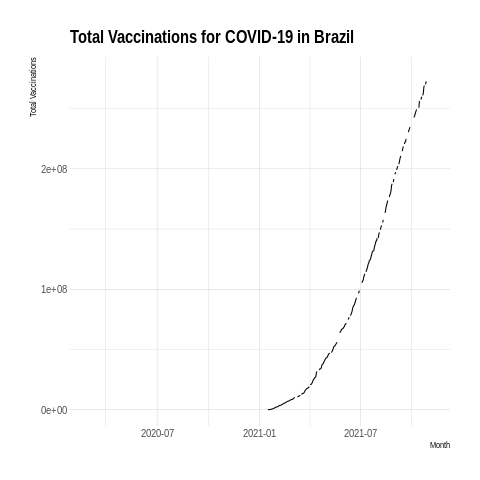 Total Vaccinations for COVID-19 in Brazil
Total Vaccinations
2e+08
1e+08
0e+00
2020-07
2021-01
2021-07
Month